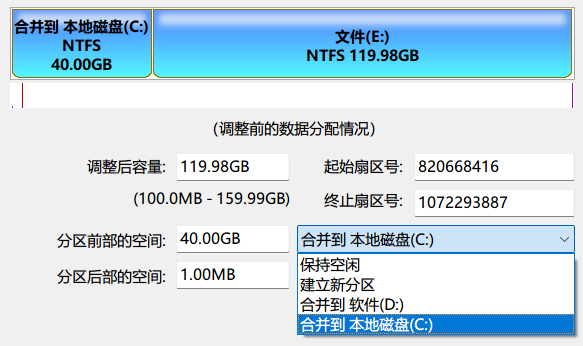 合并到 本地磁盘(C:)
NTFS
40.00GB
文件(E:)
NTFS 119.98GB
(调整前的数据分配情况)
调整后容量: 119.98GB 起始扇区号: 820668416
(100.0MB - 159.99GB) 终止扇区号: 1072293887
分区前部的空间: 40.00GB 合并到 本地磁盘(C:)
分区后部的空间: 1.00MB
保持空闲
建立新分区
合并到 软件(D:)
合并到 本地磁盘(C:)